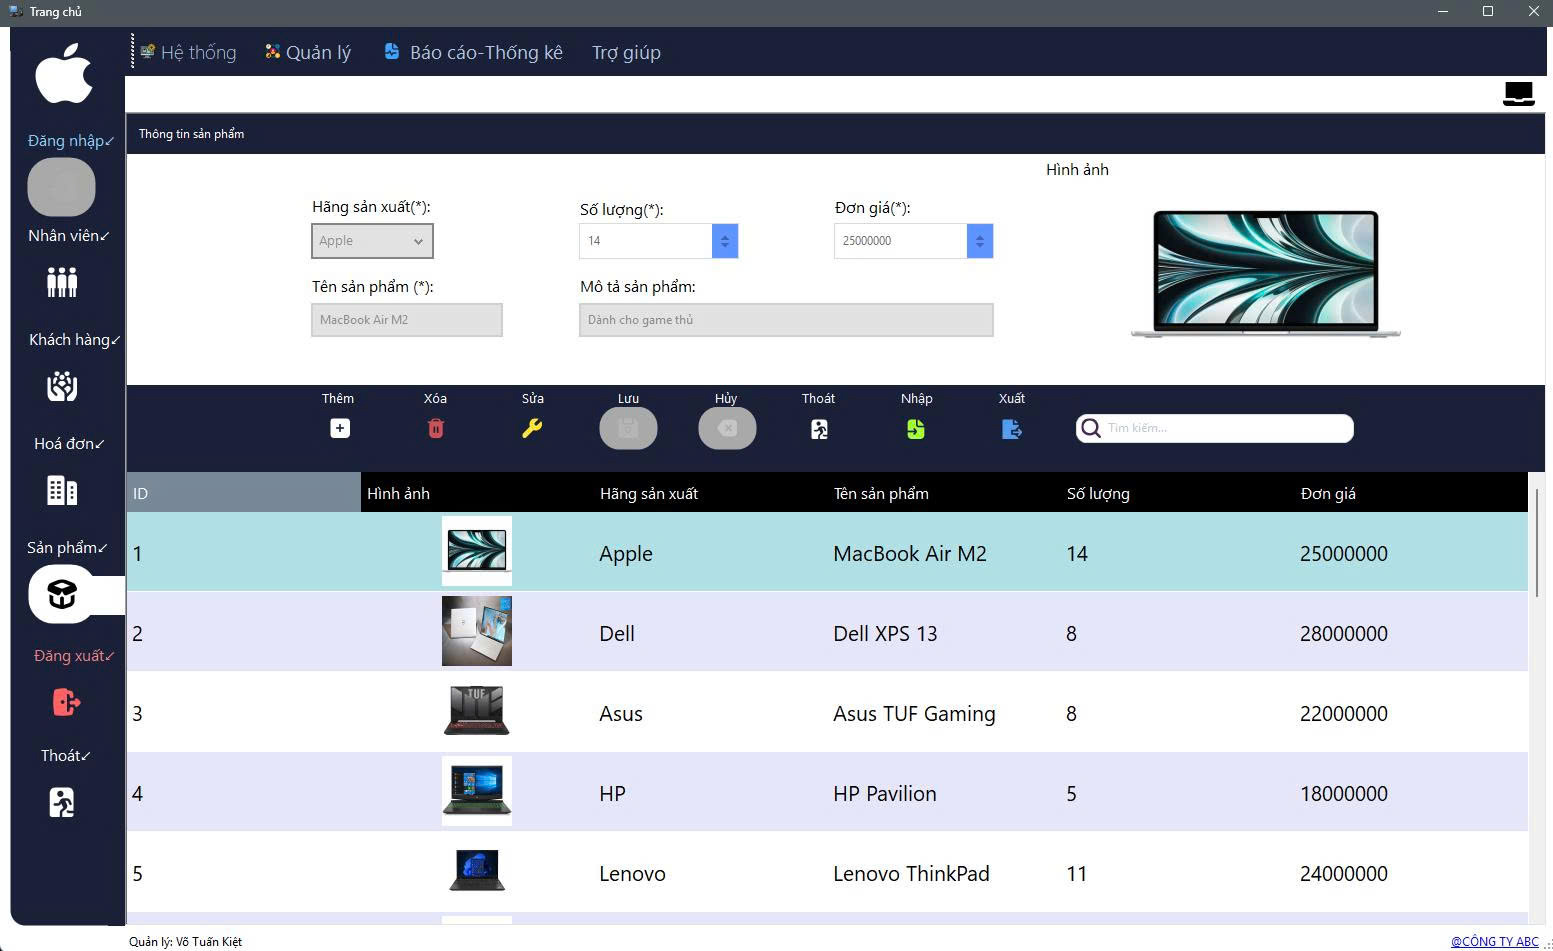 Trang chủ
Hệ thống Quản lý Báo cáo-Thống kê Trợ giúp
Đăng nhập↙
Nhân viên↙
Khách hàng↙
Hoá đơn↙
Sản phẩm↙
Đăng xuất↙
Thoát↙
Thông tin sản phẩm
Hình ảnh
Hãng sản xuất(*): Số lượng(*): Đơn giá(*):
Apple 14 25000000
Tên sản phẩm (*): Mô tả sản phẩm:
MacBook Air M2 Dành cho game thủ
Thêm Xóa Sửa Lưu Hủy Thoát Nhập Xuất
Tìm kiếm...
ID Hình ảnh Hãng sản xuất Tên sản phẩm Số lượng Đơn giá
1 Apple MacBook Air M2 14 25000000
2 Dell Dell XPS 13 8 28000000
TUF
3 Asus Asus TUF Gaming 8 22000000
4 HP HP Pavilion 5 18000000
5 Lenovo Lenovo ThinkPad 11 24000000
Quản lý: Võ Tuấn Kiệt
@CÔNG TY ABC